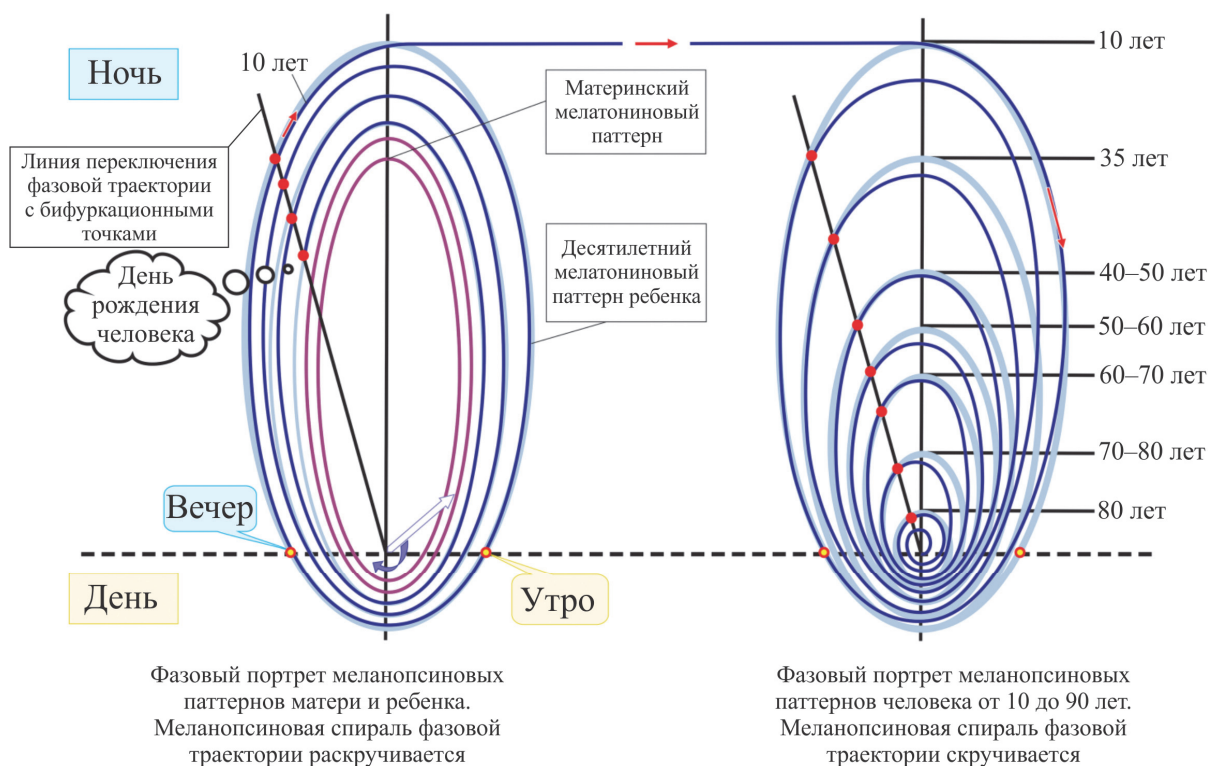 Ночь
10 лет
Материнский
мелатониновый
паттерн
Линия переключения
фазовой траектории
с бифуркационными
точками
Десятилетний
мелатониновый
паттерн ребенка
День
рождения
человека
Вечер
День
Утро
10 лет
35 лет
40–50 лет
50–60 лет
60–70 лет
70–80 лет
80 лет
Фазовый портрет меланопсиновых
паттернов матери и ребенка.
Меланопсиновая спираль фазовой
траектории раскручивается
Фазовый портрет меланопсиновых
паттернов человека от 10 до 90 лет.
Меланопсиновая спираль фазовой
траектории скручивается